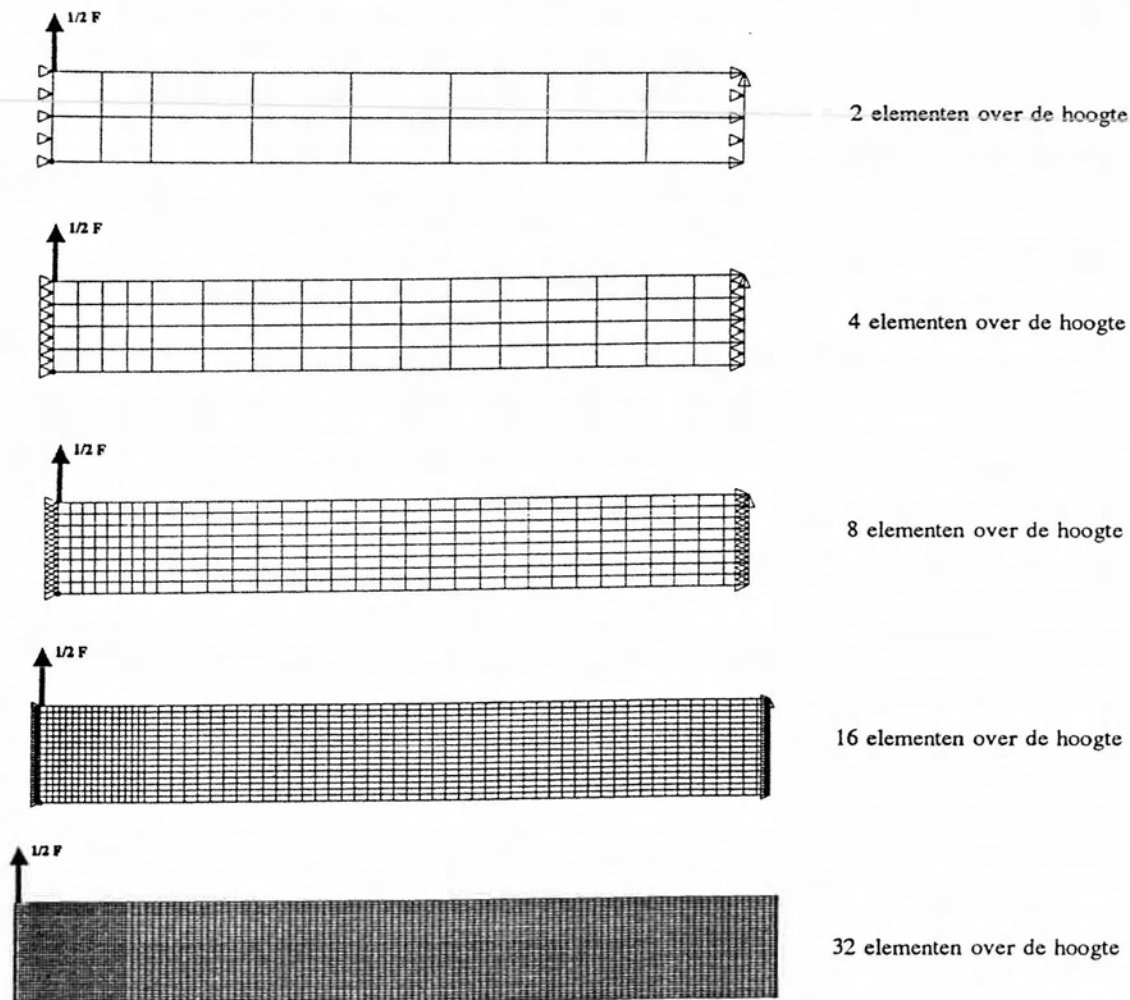 1/2 F
2 elementen over de hoogte
1/2 F
4 elementen over de hoogte
1/2 F
8 elementen over de hoogte
1/2 F
16 elementen over de hoogte
1/2 F
32 elementen over de hoogte